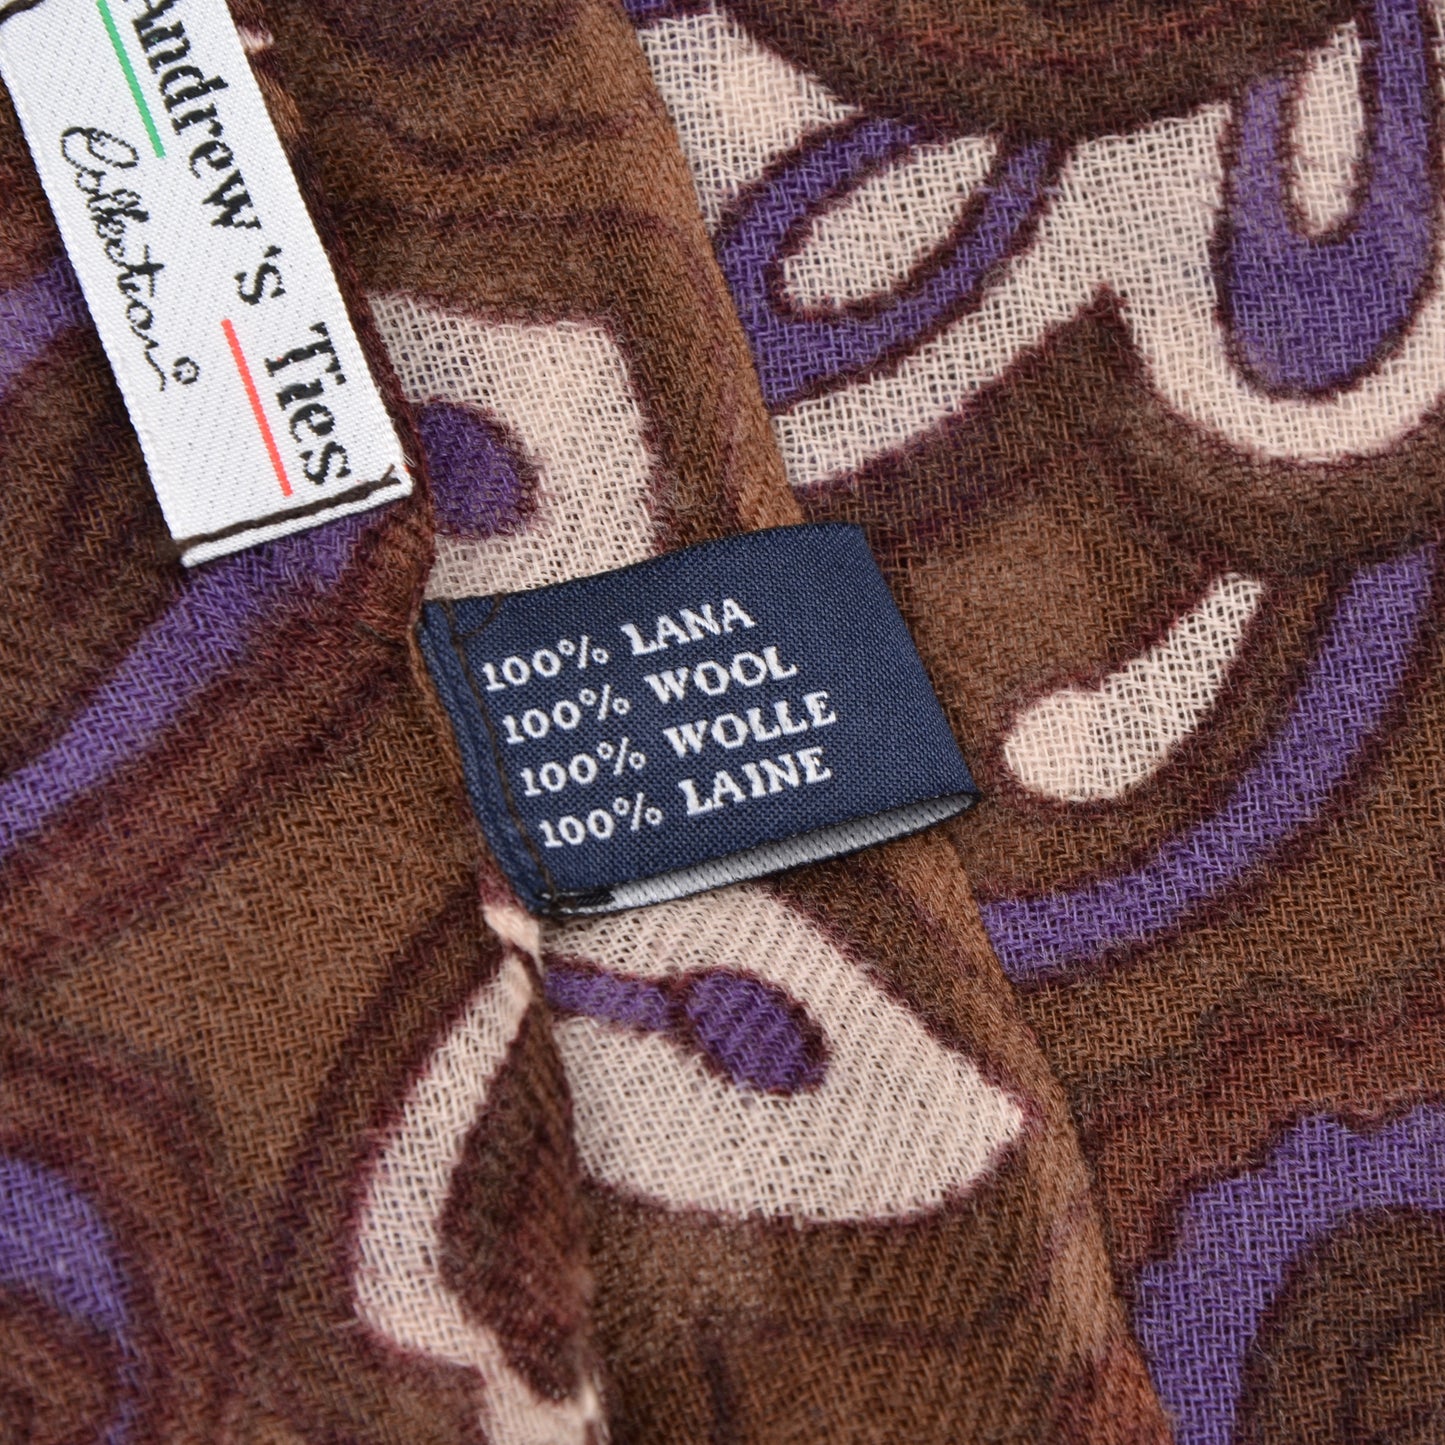 Andrew's Ties
Collection
100% LANA
100% WOOL
100% WOLLE
100% LAINE